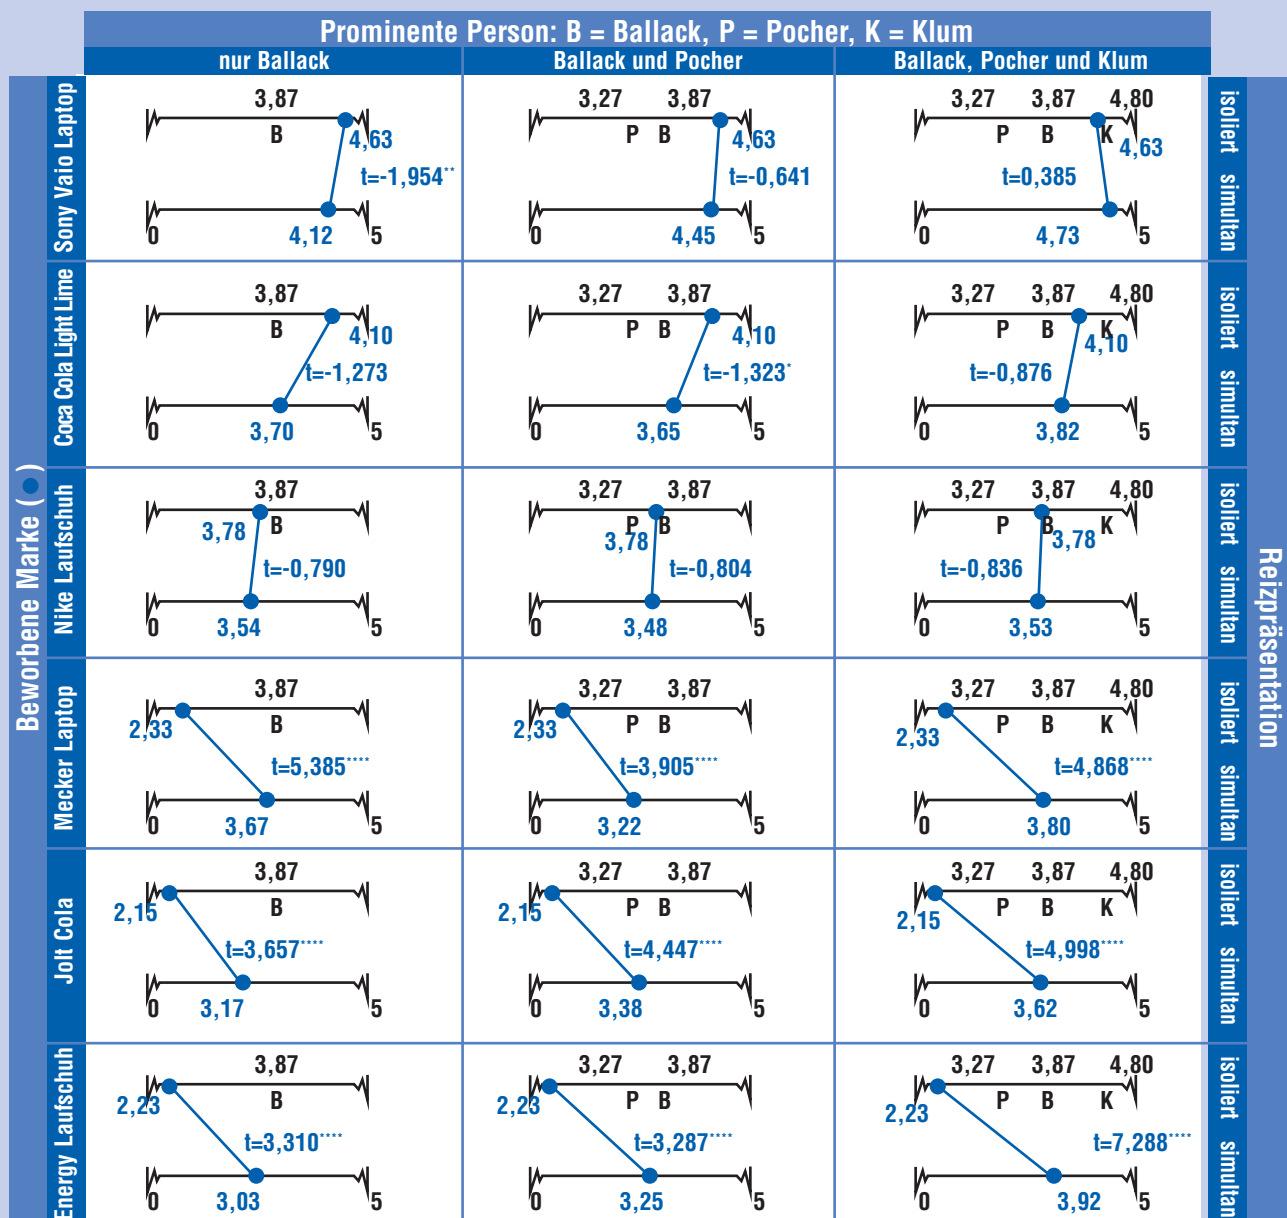 Prominente Person: B = Ballack, P = Pocher, K = Klum
nur Ballack
Ballack und Pocher
Ballack, Pocher und Klum
Beworbene Marke (●)
Reizpräsentation
Sony Vaio Laptop
3,87
B
4,63
t=-1,954**
0
4,12
5
3,27 3,87
P B
4,63
t=-0,641
0
4,45
5
3,27 3,87 4,80
P B K
4,63
t=0,385
0
4,73
5
isoliert simultan
Coca Cola Light Lime
3,87
B
4,10
t=-1,273
0
3,70
5
3,27 3,87
P B
4,10
t=-1,323*
0
3,65
5
3,27 3,87 4,80
P B K
4,10
t=-0,876
0
3,82
5
isoliert simultan
Nike Laufschuh
3,87
B
3,78
t=-0,790
0
3,54
5
3,27 3,87
P B
3,78
t=-0,804
0
3,48
5
3,27 3,87 4,80
P B K
3,78
t=-0,836
0
3,53
5
isoliert simultan
Mecker Laptop
3,87
B
2,33
t=5,385****
0
3,67
5
3,27 3,87
P B
2,33
t=3,905****
0
3,22
5
3,27 3,87 4,80
P B K
2,33
t=4,868****
0
3,80
5
isoliert simultan
Jolt Cola
3,87
B
2,15
t=3,657****
0
3,17
5
3,27 3,87
P B
2,15
t=4,447****
0
3,38
5
3,27 3,87 4,80
P B K
2,15
t=4,998****
0
3,62
5
isoliert simultan
Energy Laufschuh
3,87
B
2,23
t=3,310****
0
3,03
5
3,27 3,87
P B
2,23
t=3,287****
0
3,25
5
3,27 3,87 4,80
P B K
2,23
t=7,288****
0
3,92
5
isoliert simultan